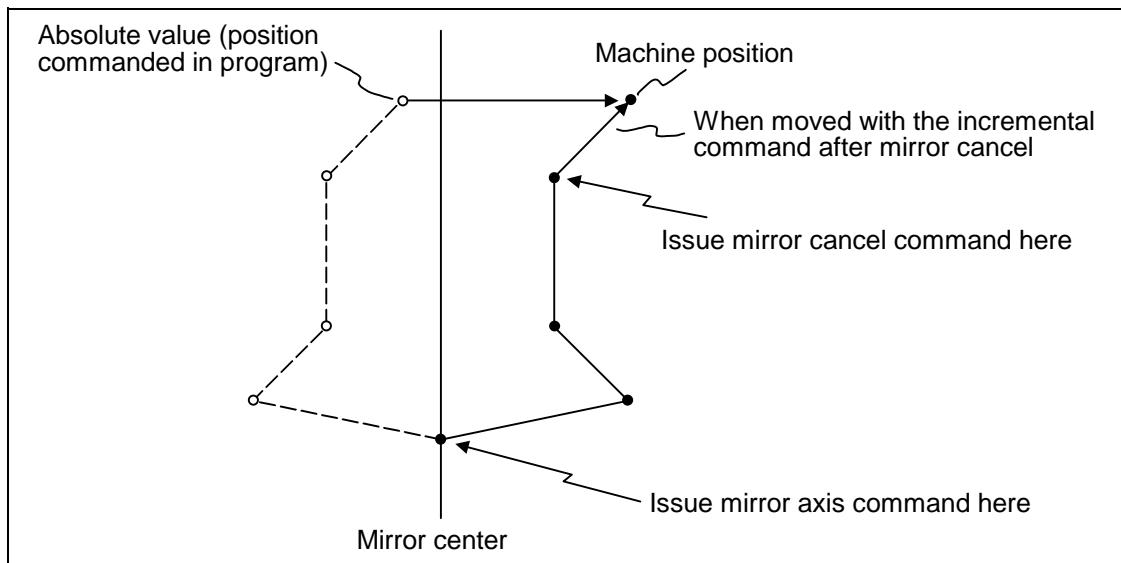 Absolute value (position
commanded in program)
Machine position
When moved with the incremental
command after mirror cancel
Issue mirror cancel command here
Issue mirror axis command here
Mirror center